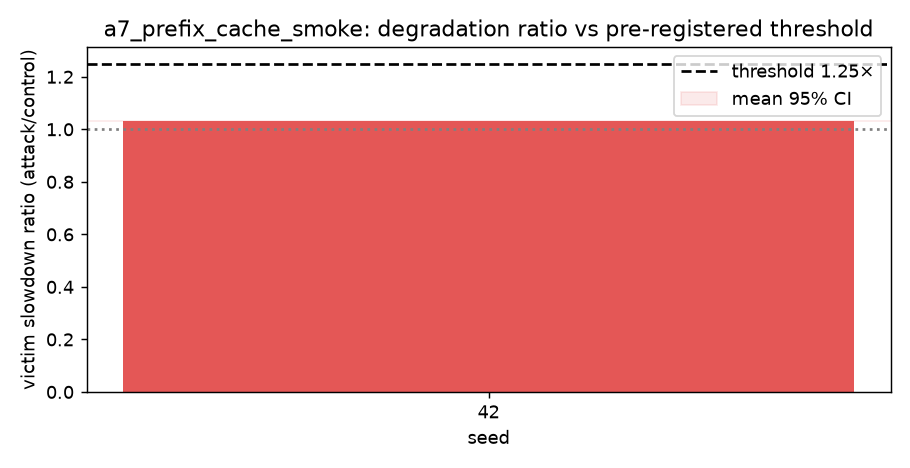 a7_prefix_cache_smoke: degradation ratio vs pre-registered threshold
threshold 1.25×
mean 95% CI
victim slowdown ratio (attack/control)
1.2
1.0
0.8
0.6
0.4
0.2
0.0
42
seed